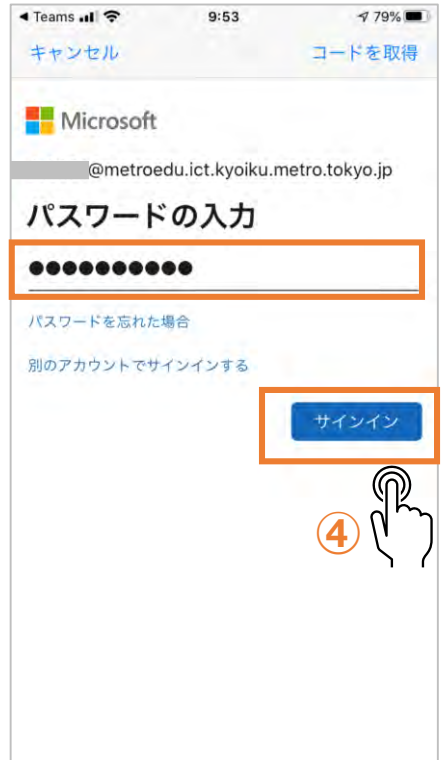 ◀ Teams 9:53 79%
キャンセル コードを取得
Microsoft
@metroedu.ict.kyoiku.metro.tokyo.jp
パスワードの入力
●●●●●●●●●●
パスワードを忘れた場合
別のアカウントでサインインする
サインイン
④